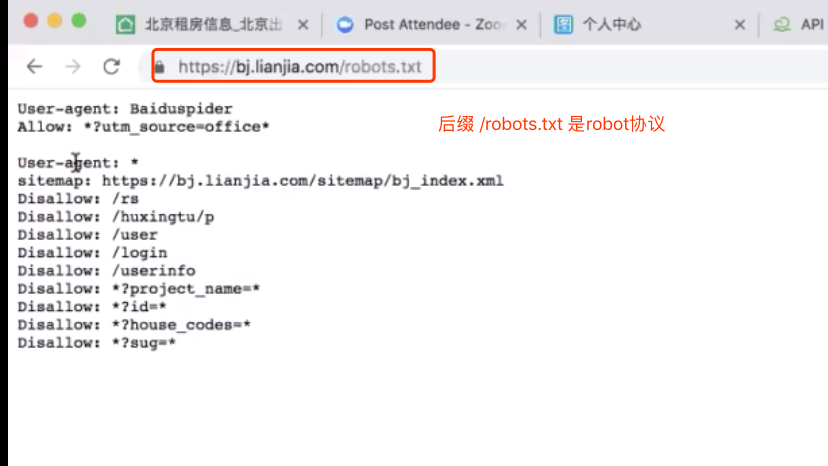 北京租房信息_北京出
Post Attendee - Zoo
个人中心
API
https://bj.lianjia.com/robots.txt
后缀 /robots.txt 是robot协议
User-agent: Baiduspider
Allow: *?utm_source=office*
User-agent: *
sitemap: https://bj.lianjia.com/sitemap/bj_index.xml
Disallow: /rs
Disallow: /huxingtu/p
Disallow: /user
Disallow: /login
Disallow: /userinfo
Disallow: *?project_name=*
Disallow: *?id=*
Disallow: *?house_codes=*
Disallow: *?sug=*